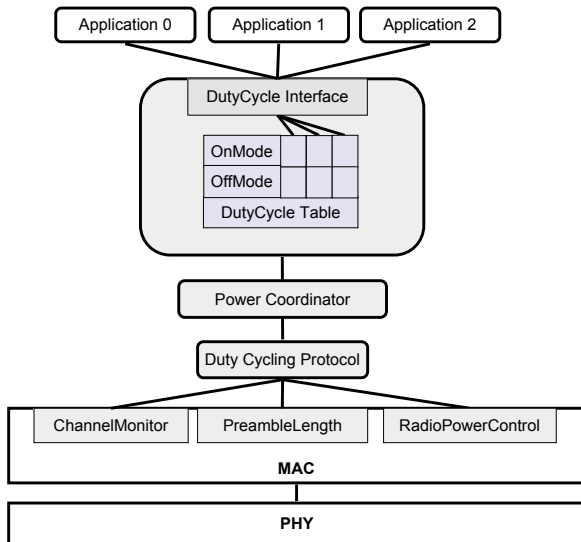 Application 0 Application 1 Application 2
DutyCycle Interface
OnMode
OffMode
DutyCycle Table
Power Coordinator
Duty Cycling Protocol
ChannelMonitor PreambleLength RadioPowerControl
MAC
PHY